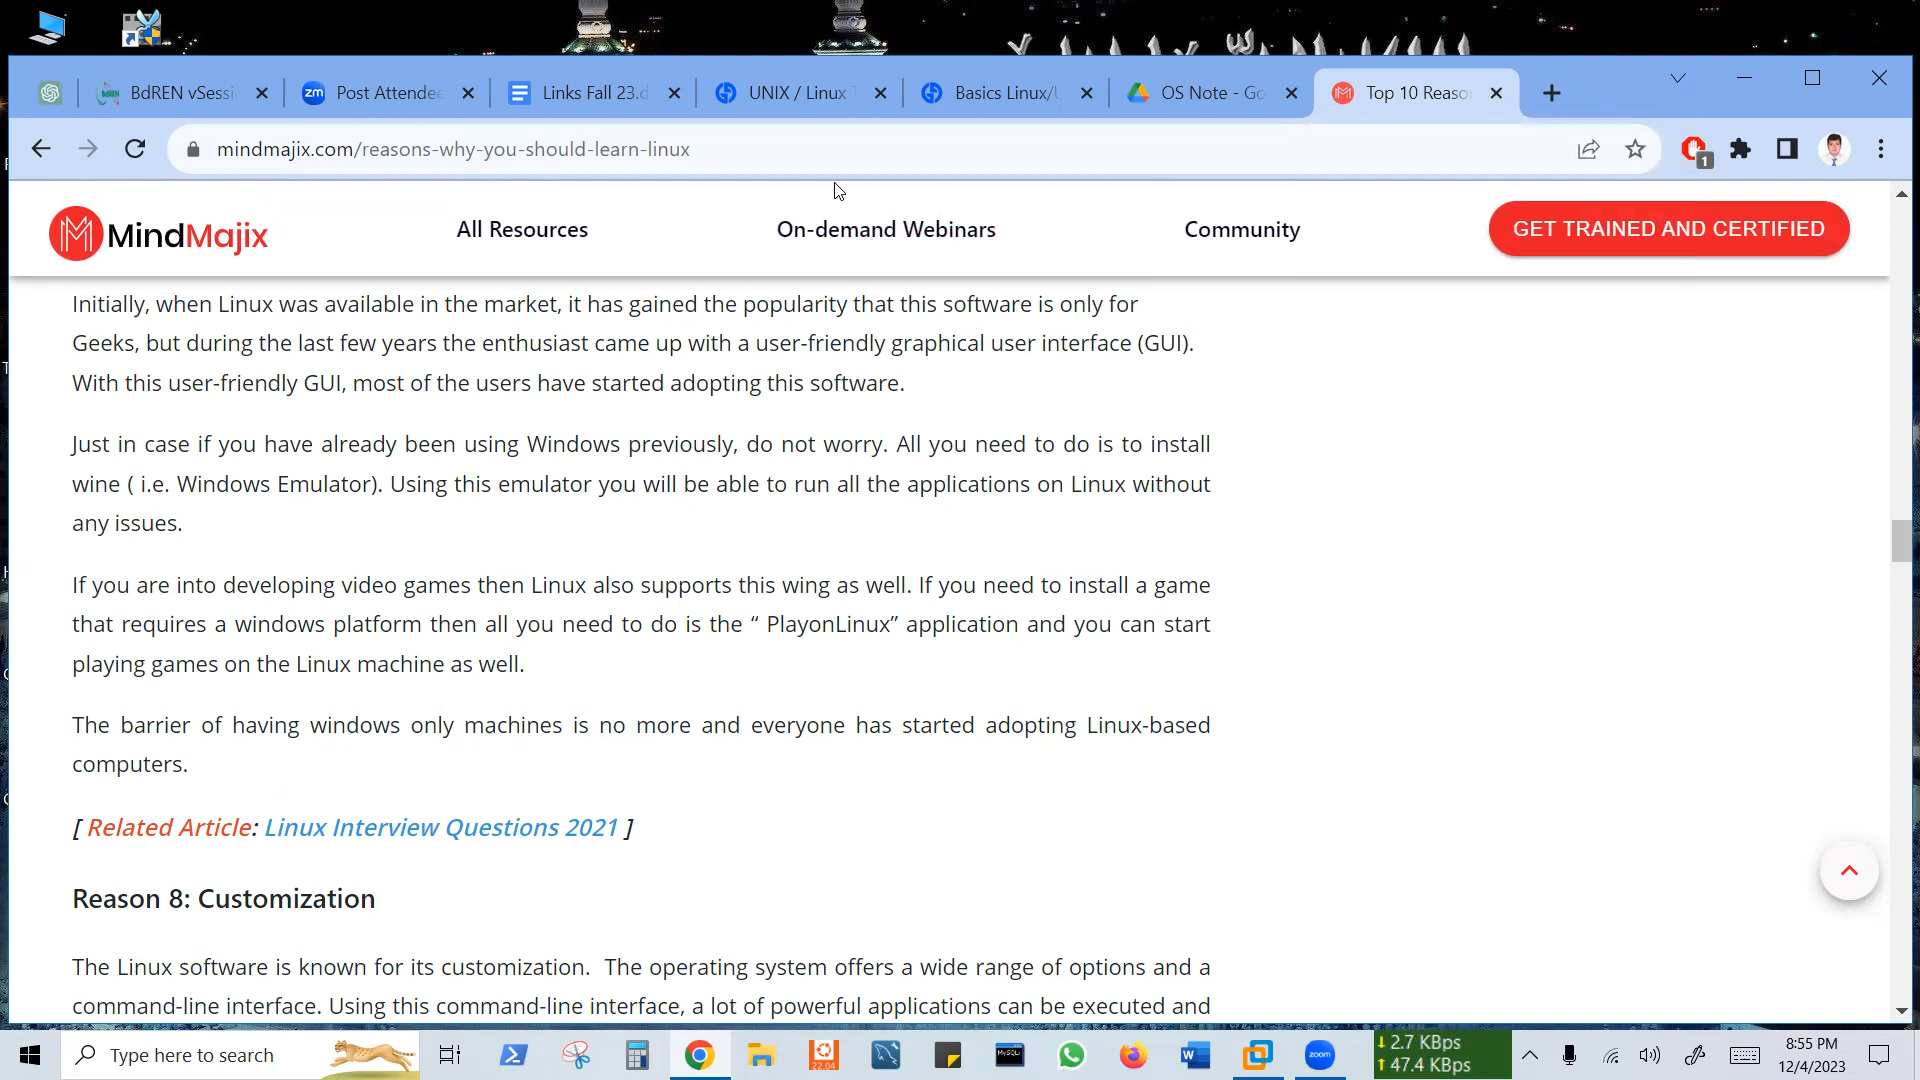 BdREN vSessi
zm Post Attendee
Links Fall 23.d
UNIX / Linux T
Basics Linux/U
OS Note - Go
Top 10 Reaso
mindmajix.com/reasons-why-you-should-learn-linux
1
MindMajix
All Resources
On-demand Webinars
Community
GET TRAINED AND CERTIFIED
Initially, when Linux was available in the market, it has gained the popularity that this software is only for
Geeks, but during the last few years the enthusiast came up with a user-friendly graphical user interface (GUI).
With this user-friendly GUI, most of the users have started adopting this software.
Just in case if you have already been using Windows previously, do not worry. All you need to do is to install
wine ( i.e. Windows Emulator). Using this emulator you will be able to run all the applications on Linux without
any issues.
If you are into developing video games then Linux also supports this wing as well. If you need to install a game
that requires a windows platform then all you need to do is the “ PlayonLinux” application and you can start
playing games on the Linux machine as well.
The barrier of having windows only machines is no more and everyone has started adopting Linux-based
computers.
[ Related Article: Linux Interview Questions 2021 ]
Reason 8: Customization
The Linux software is known for its customization.  The operating system offers a wide range of options and a
command-line interface. Using this command-line interface, a lot of powerful applications can be executed and
Type here to search
22.04
MySQL
zoom
2.7 KBps
47.4 KBps
8:55 PM
12/4/2023